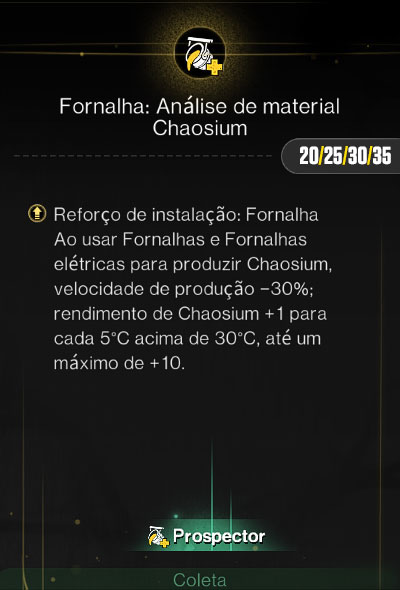 Fornalha: Análise de material
Chaosium
20/25/30/35
Reforço de instalação: Fornalha
Ao usar Fornalhas e Fornalhas
elétricas para produzir Chaosium,
velocidade de produção −30%;
rendimento de Chaosium +1 para
cada 5°C acima de 30°C, até um
máximo de +10.
Prospector
Coleta